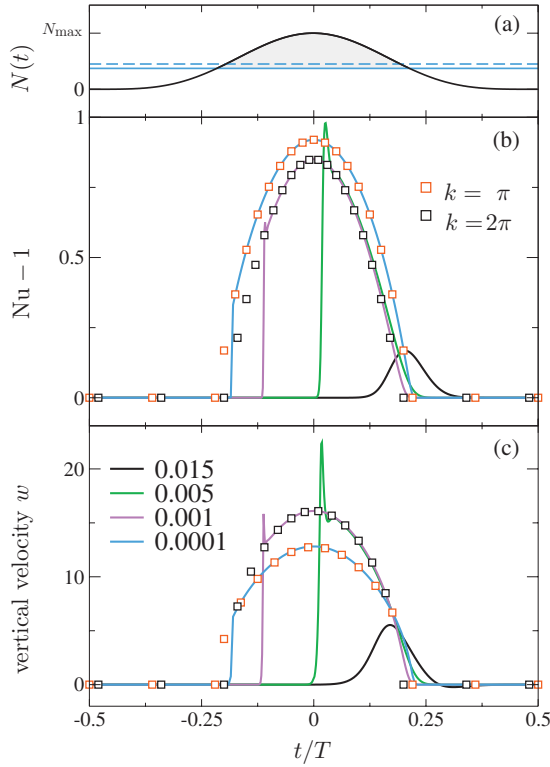 (a)
N_max
N(t)
0
1
(b)
k = π
k = 2π
Nu − 1
0.5
0
(c)
0.015
0.005
0.001
0.0001
20
vertical velocity w
10
0
-0.5 -0.25 0 0.25 0.5
t/T